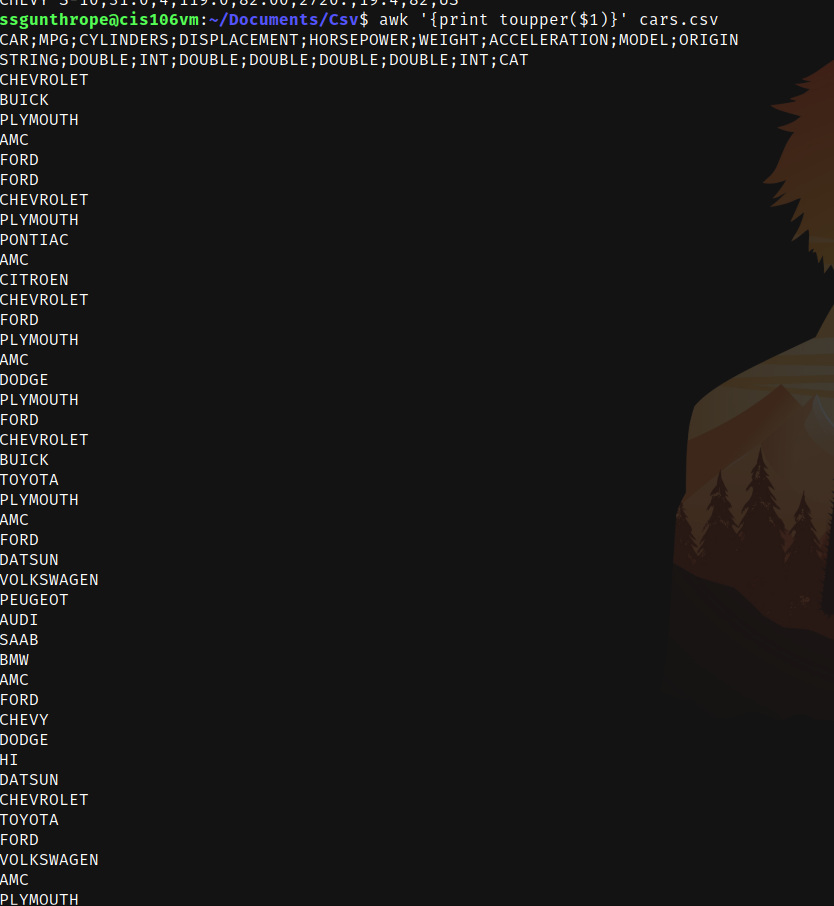 CHEVY S-10;31.0;4;119.0;82.00;2720.;19.4;82;US
ssgunthrope@cis106vm:~/Documents/Csv$ awk '{print toupper($1)}' cars.csv
CAR;MPG;CYLINDERS;DISPLACEMENT;HORSEPOWER;WEIGHT;ACCELERATION;MODEL;ORIGIN
STRING;DOUBLE;INT;DOUBLE;DOUBLE;DOUBLE;DOUBLE;INT;CAT
CHEVROLET
BUICK
PLYMOUTH
AMC
FORD
FORD
CHEVROLET
PLYMOUTH
PONTIAC
AMC
CITROEN
CHEVROLET
FORD
PLYMOUTH
AMC
DODGE
PLYMOUTH
FORD
CHEVROLET
BUICK
TOYOTA
PLYMOUTH
AMC
FORD
DATSUN
VOLKSWAGEN
PEUGEOT
AUDI
SAAB
BMW
AMC
FORD
CHEVY
DODGE
HI
DATSUN
CHEVROLET
TOYOTA
FORD
VOLKSWAGEN
AMC
PLYMOUTH